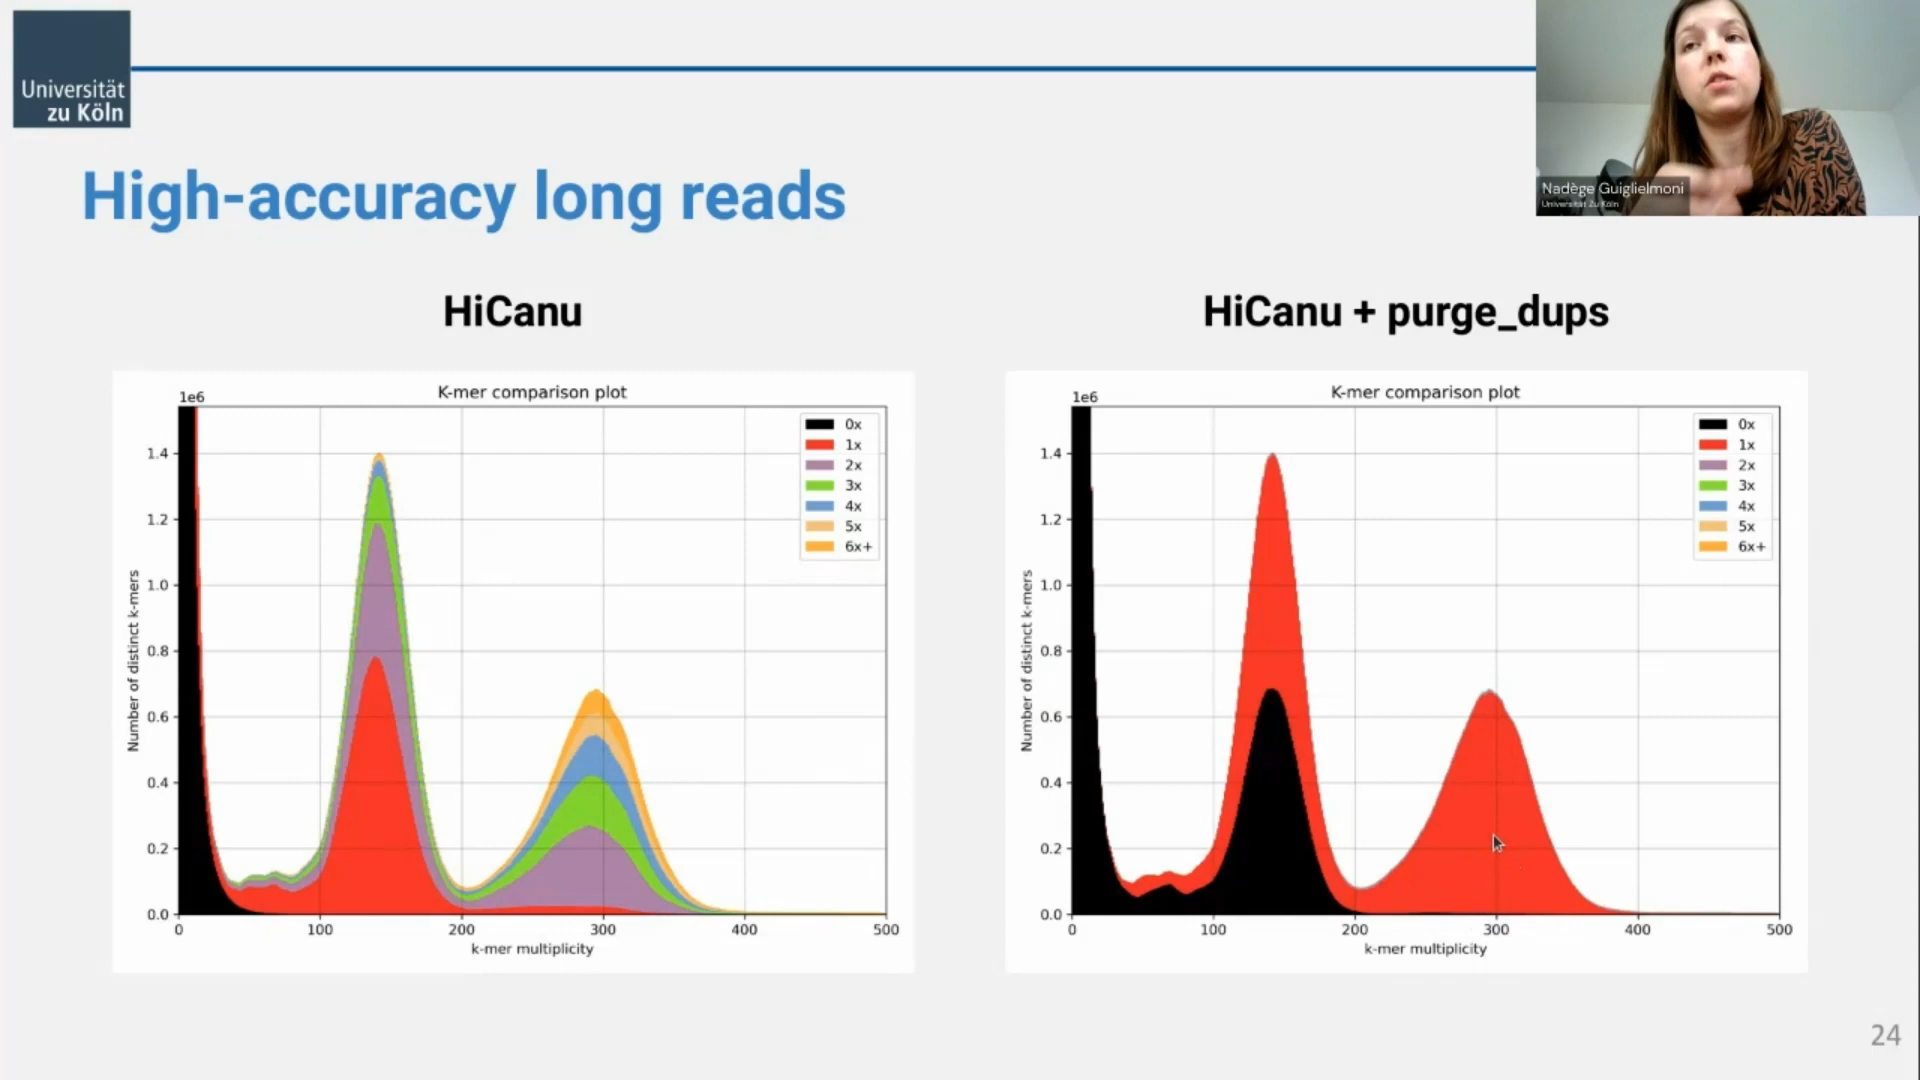 Universität
zu Köln
Nadège Guiglielmoni
Universität Zu Köln
High-accuracy long reads
HiCanu
HiCanu + purge_dups
K-mer comparison plot
1e6
0x
1x
2x
3x
4x
5x
6x+
1.4
1.2
1.0
0.8
0.6
0.4
0.2
0.0
Number of distinct k-mers
0 100 200 300 400 500
k-mer multiplicity
K-mer comparison plot
1e6
0x
1x
2x
3x
4x
5x
6x+
1.4
1.2
1.0
0.8
0.6
0.4
0.2
0.0
Number of distinct k-mers
0 100 200 300 400 500
k-mer multiplicity
24